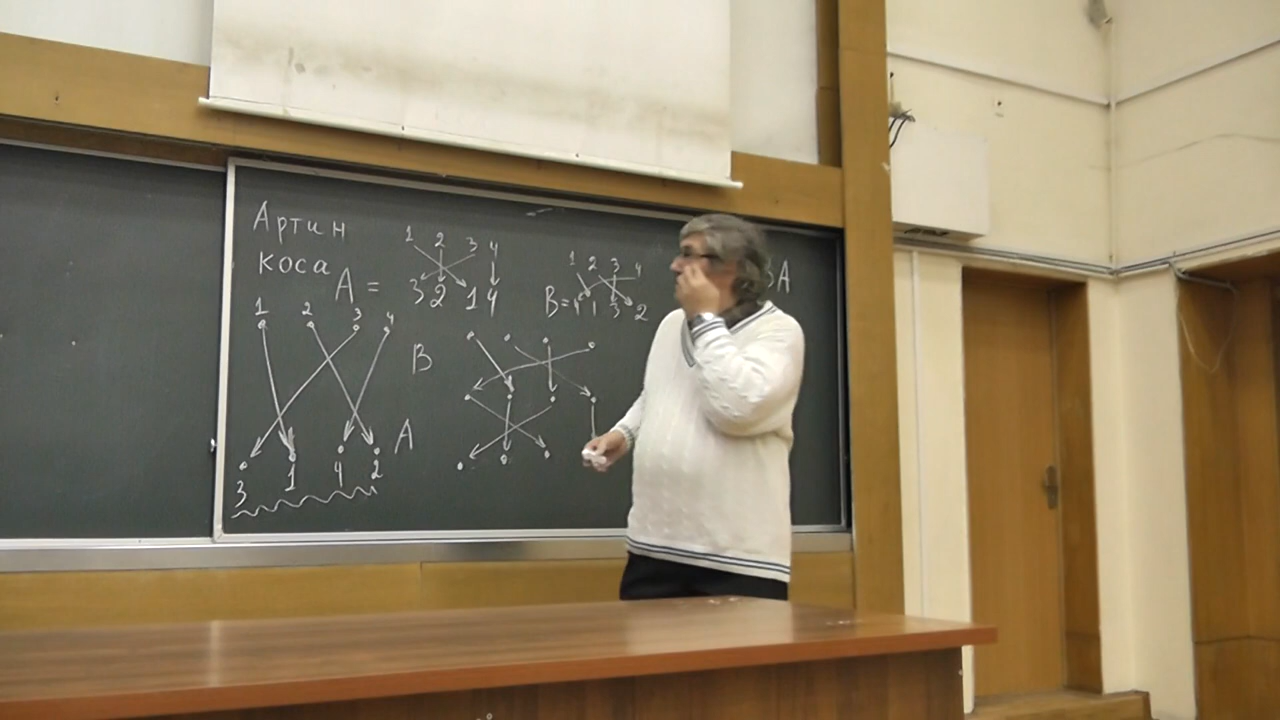 Артин
коса
1 2 3 4
A = 3 2 1 4
1 2 3 4
B = 4 1 3 2
BA
1 2 3 4
B
A
3 1 4 2